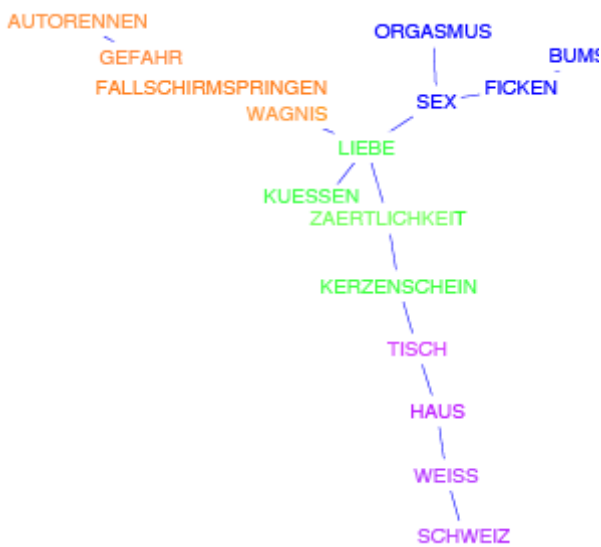 AUTORENNEN
ORGASMUS
BUMS
GEFAHR
FALLSCHIRMSPRINGEN
FICKEN
SEX
WAGNIS
LIEBE
KUESSEN
ZAERTLICHKEIT
KERZENSCHEIN
TISCH
HAUS
WEISS
SCHWEIZ